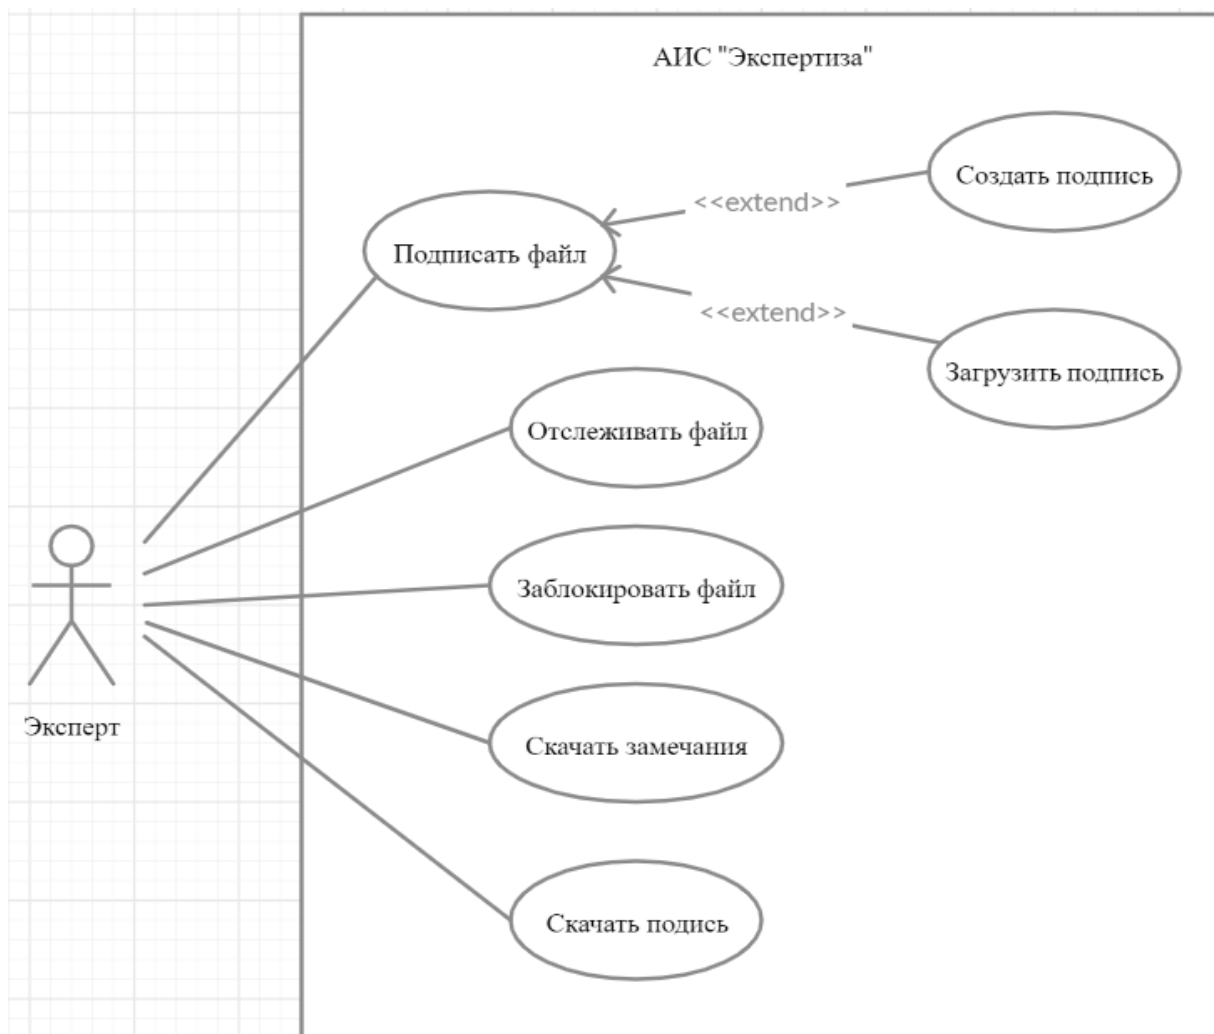 АИС "Экспертиза"
Создать подпись
<<extend>>
Подписать файл
<<extend>>
Загрузить подпись
Отслеживать файл
Заблокировать файл
Эксперт
Скачать замечания
Скачать подись